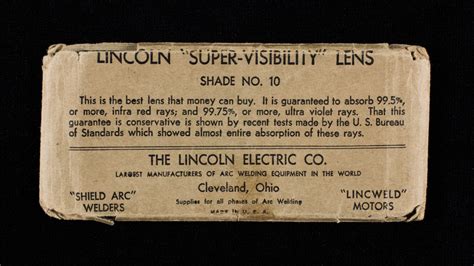 LINCOLN "SUPER-VISIBILITY" LENS
SHADE NO. 10
This is the best lens that money can buy. It is guaranteed to absorb 99.5%,
or more, infra red rays; and 99.75%, or more, ultra violet rays. That this
guarantee is conservative is shown by recent tests made by the U. S. Bureau
of Standards which showed almost entire absorption of these rays.
THE LINCOLN ELECTRIC CO.
LARGEST MANUFACTURERS OF ARC WELDING EQUIPMENT IN THE WORLD
Cleveland, Ohio
"SHIELD ARC"
WELDERS
Supplies for all phases of Arc Welding
MADE IN U. S. A.
"LINCWELD"
MOTORS